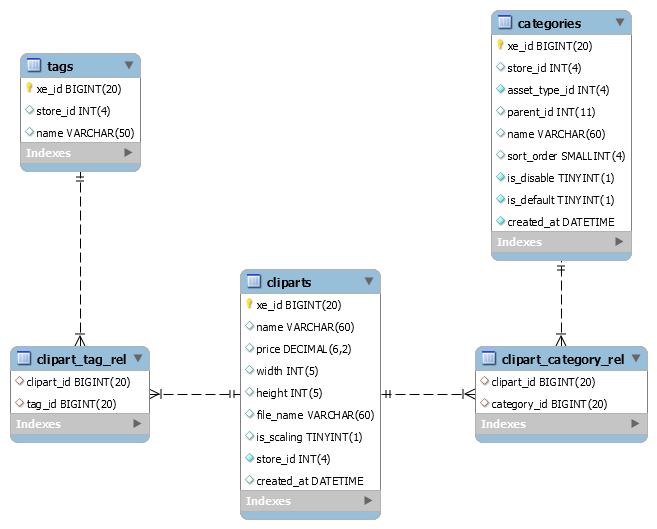 tags
xe_id BIGINT(20)
store_id INT(4)
name VARCHAR(50)
Indexes
categories
xe_id BIGINT(20)
store_id INT(4)
asset_type_id INT(4)
parent_id INT(11)
name VARCHAR(60)
sort_order SMALLINT(4)
is_disable TINYINT(1)
is_default TINYINT(1)
created_at DATETIME
Indexes
cliparts
xe_id BIGINT(20)
name VARCHAR(60)
price DECIMAL(6,2)
width INT(5)
height INT(5)
file_name VARCHAR(60)
is_scaling TINYINT(1)
store_id INT(4)
created_at DATETIME
Indexes
clipart_tag_rel
clipart_id BIGINT(20)
tag_id BIGINT(20)
Indexes
clipart_category_rel
clipart_id BIGINT(20)
category_id BIGINT(20)
Indexes